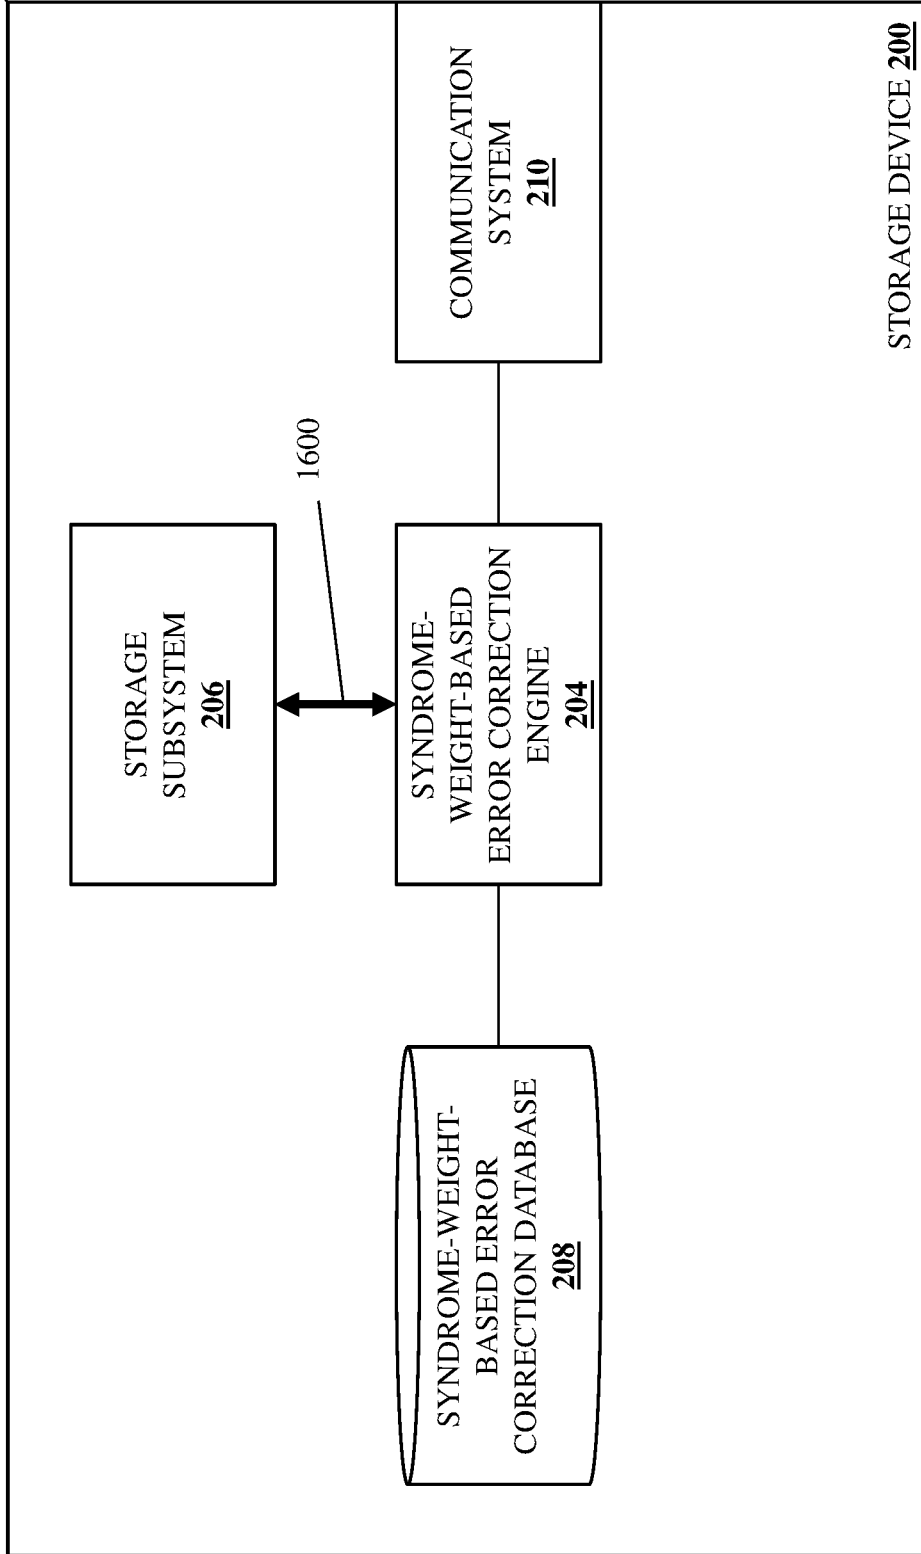 STORAGE
SUBSYSTEM
206
1600
SYNDROME-WEIGHT-
BASED ERROR
CORRECTION DATABASE
208
SYNDROME-
WEIGHT-BASED
ERROR CORRECTION
ENGINE
204
COMMUNICATION
SYSTEM
210
STORAGE DEVICE 200